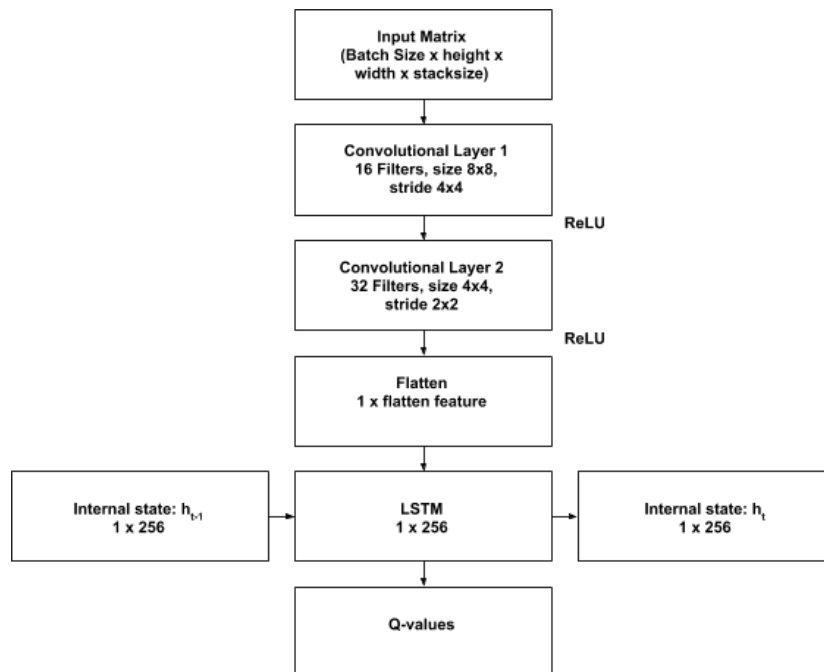 Input Matrix
(Batch Size x height x
width x stacksize)
Convolutional Layer 1
16 Filters, size 8x8,
stride 4x4
ReLU
Convolutional Layer 2
32 Filters, size 4x4,
stride 2x2
ReLU
Flatten
1 x flatten feature
Internal state: h_{t-1}
1 x 256
LSTM
1 x 256
Internal state: h_t
1 x 256
Q-values